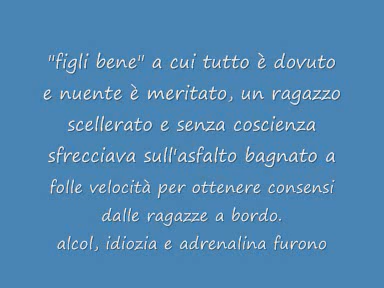 "figli bene" a cui tutto è dovuto
e nuente è meritato, un ragazzo
scellerato e senza coscienza
sfrecciava sull'asfalto bagnato a
folle velocità per ottenere consensi
dalle ragazze a bordo.
alcol, idiozia e adrenalina furono